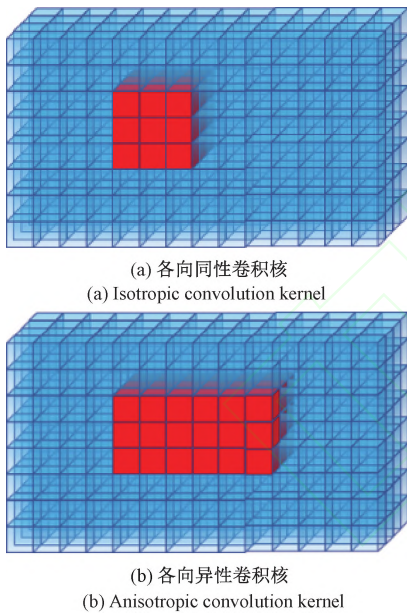 (a) 各向同性卷积核
(a) Isotropic convolution kernel
(b) 各向异性卷积核
(b) Anisotropic convolution kernel